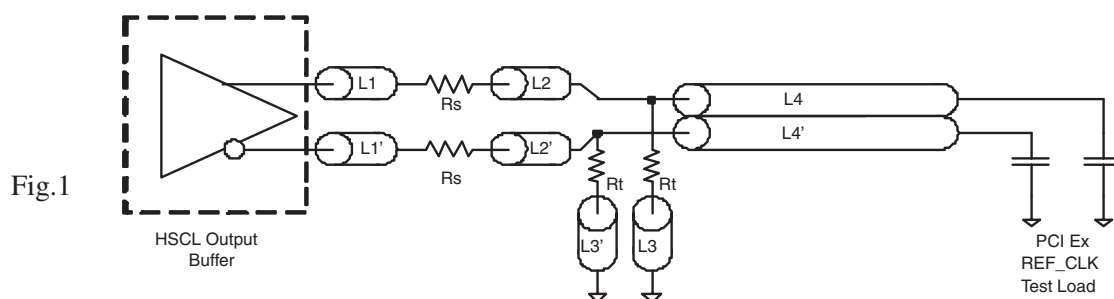 L1
L2
L4
Rs
L1'
L2'
L4'
Rs
Rt
Rt
Fig.1
L3'
L3
HSCL Output
Buffer
PCI Ex
REF_CLK
Test Load